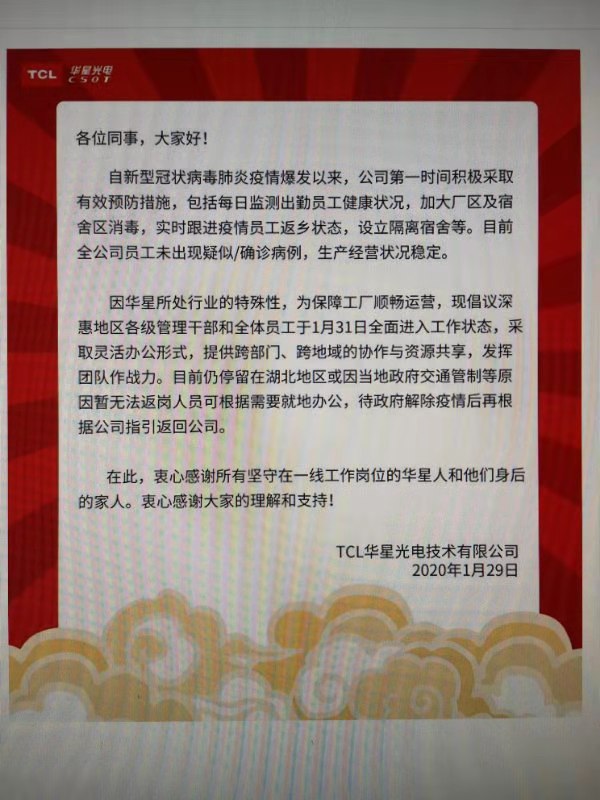 TCL 华星光电
CSOT
各位同事，大家好！
自新型冠状病毒肺炎疫情爆发以来，公司第一时间积极采取
有效预防措施，包括每日监测出勤员工健康状况，加大厂区及宿
舍区消毒，实时跟进疫情员工返乡状态，设立隔离宿舍等。目前
全公司员工未出现疑似/确诊病例，生产经营状况稳定。
因华星所处行业的特殊性，为保障工厂顺畅运营，现倡议深
惠地区各级管理干部和全体员工于1月31日全面进入工作状态，采
取灵活办公形式，提供跨部门、跨地域的协作与资源共享，发挥
团队作战力。目前仍停留在湖北地区或因当地政府交通管制等原
因暂无法返岗人员可根据需要就地办公，待政府解除疫情后再根
据公司指引返回公司。
在此，衷心感谢所有坚守在一线工作岗位的华星人和他们身后
的家人。衷心感谢大家的理解和支持！
TCL华星光电技术有限公司
2020年1月29日